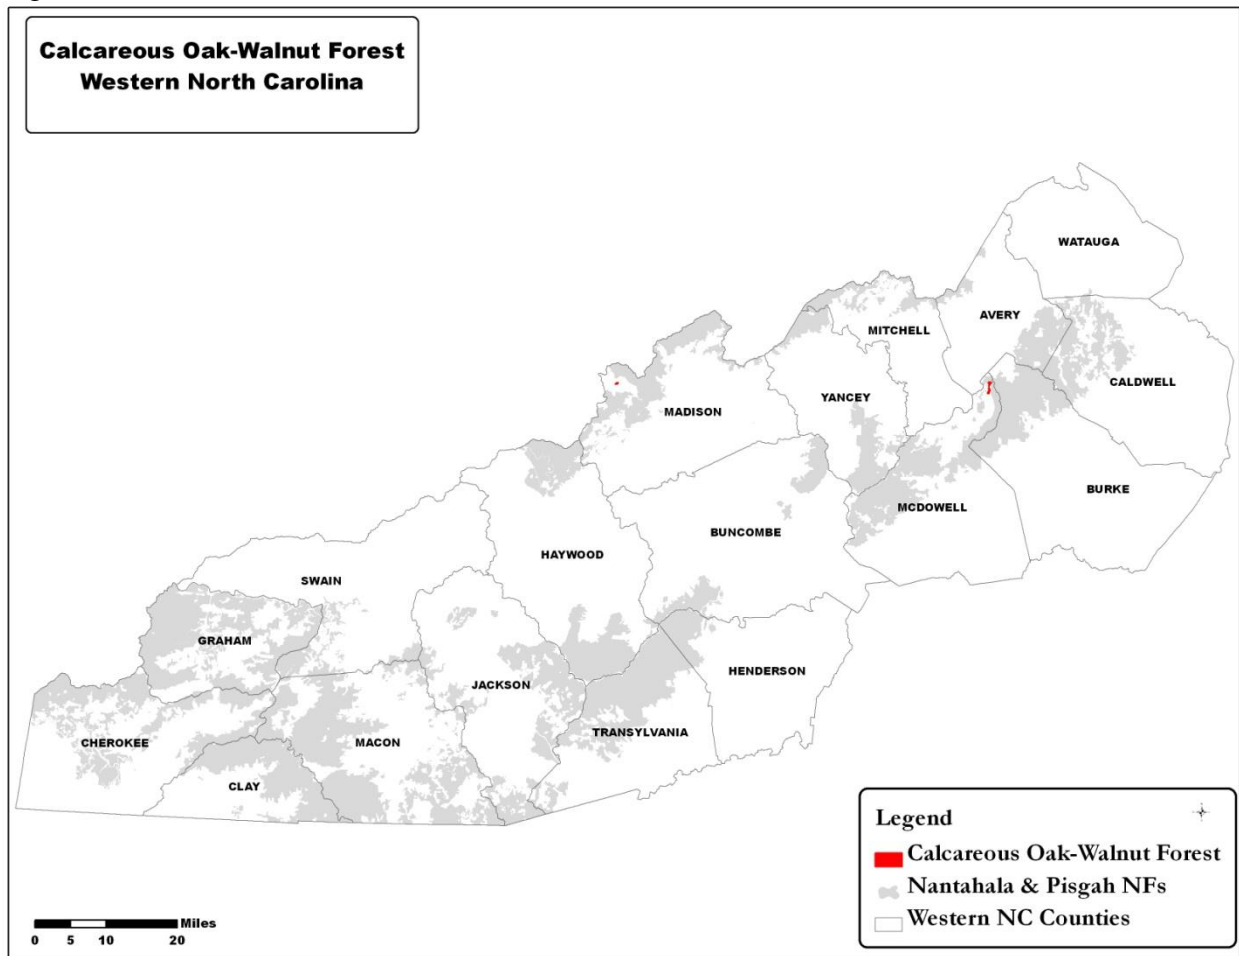 Calcareous Oak-Walnut Forest
Western North Carolina
WATAUGA
AVERY
MITCHELL
CALDWELL
YANCEY
MADISON
BURKE
MCDOWELL
BUNCOMBE
HAYWOOD
SWAIN
GRAHAM
HENDERSON
JACKSON
TRANSYLVANIA
CHEROKEE
MACON
CLAY
Legend
Calcareous Oak-Walnut Forest
Nantahala & Pisgah NFs
Western NC Counties
Miles
0 5 10 20